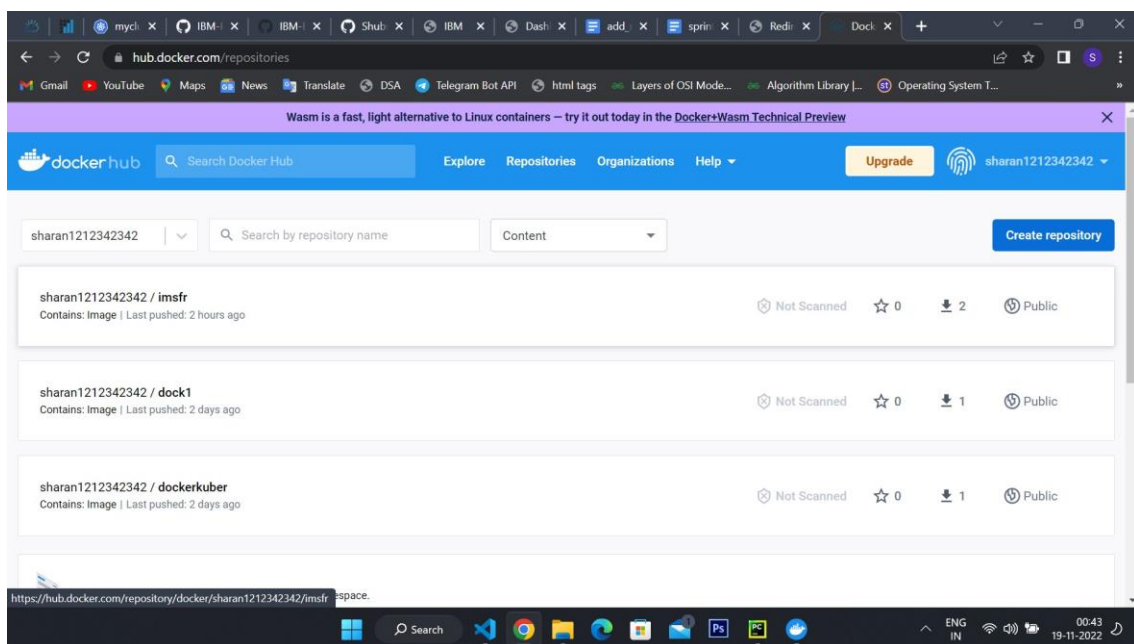 myclu
IBM-I
IBM-I
Shub
IBM
Dash
add_
sprin
Redir
Dock
hub.docker.com/repositories
S
Gmail YouTube Maps News Translate DSA Telegram Bot API html tags Layers of OSI Mode... Algorithm Library |... Operating System T... »
Wasm is a fast, light alternative to Linux containers — try it out today in the Docker+Wasm Technical Preview
dockerhub Search Docker Hub Explore Repositories Organizations Help Upgrade sharan1212342342
sharan1212342342 Search by repository name Content Create repository
sharan1212342342 / imsfr
Contains: Image | Last pushed: 2 hours ago
Not Scanned 0 2 Public
sharan1212342342 / dock1
Contains: Image | Last pushed: 2 days ago
Not Scanned 0 1 Public
sharan1212342342 / dockerkuber
Contains: Image | Last pushed: 2 days ago
Not Scanned 0 1 Public
https://hub.docker.com/repository/docker/sharan1212342342/imsfr
espace.
Search Ps PC ENG
IN
00:43
19-11-2022